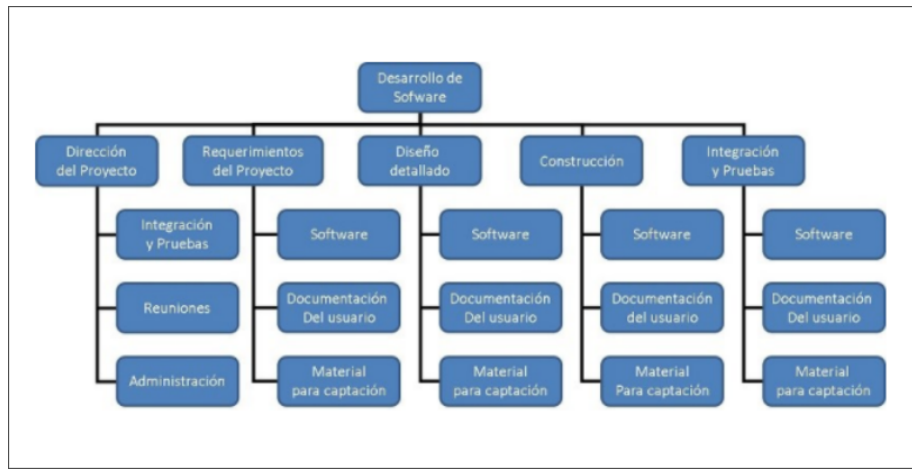 Desarrollo de
Sofware
Dirección
del Proyecto
Requerimientos
del Proyecto
Diseño
detallado
Construcción
Integración
y Pruebas
Integración
y Pruebas
Software
Software
Software
Software
Reuniones
Documentación
Del usuario
Documentación
Del usuario
Documentación
del usuario
Documentación
Del usuario
Administración
Material
para captación
Material
para captación
Material
Para captación
Material
para captación